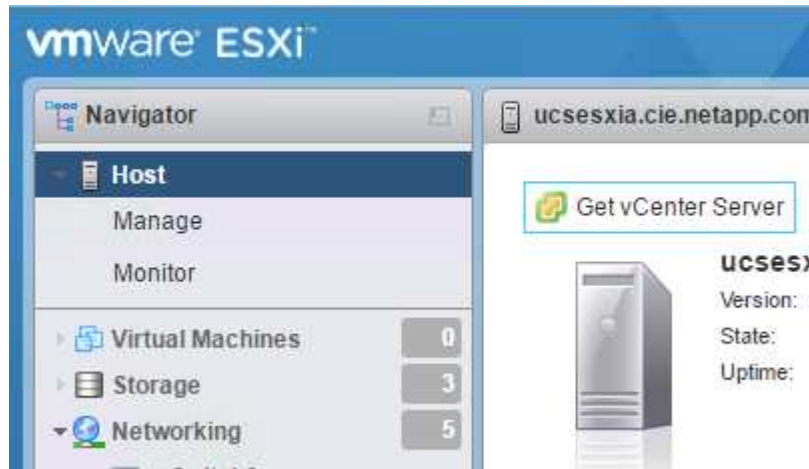 vmware ESXi™
Navigator
ucsesxia.cie.netapp.com
Host
Get vCenter Server
Manage
Monitor
Version:
State:
Uptime:
Virtual Machines 0
Storage 3
Networking 5